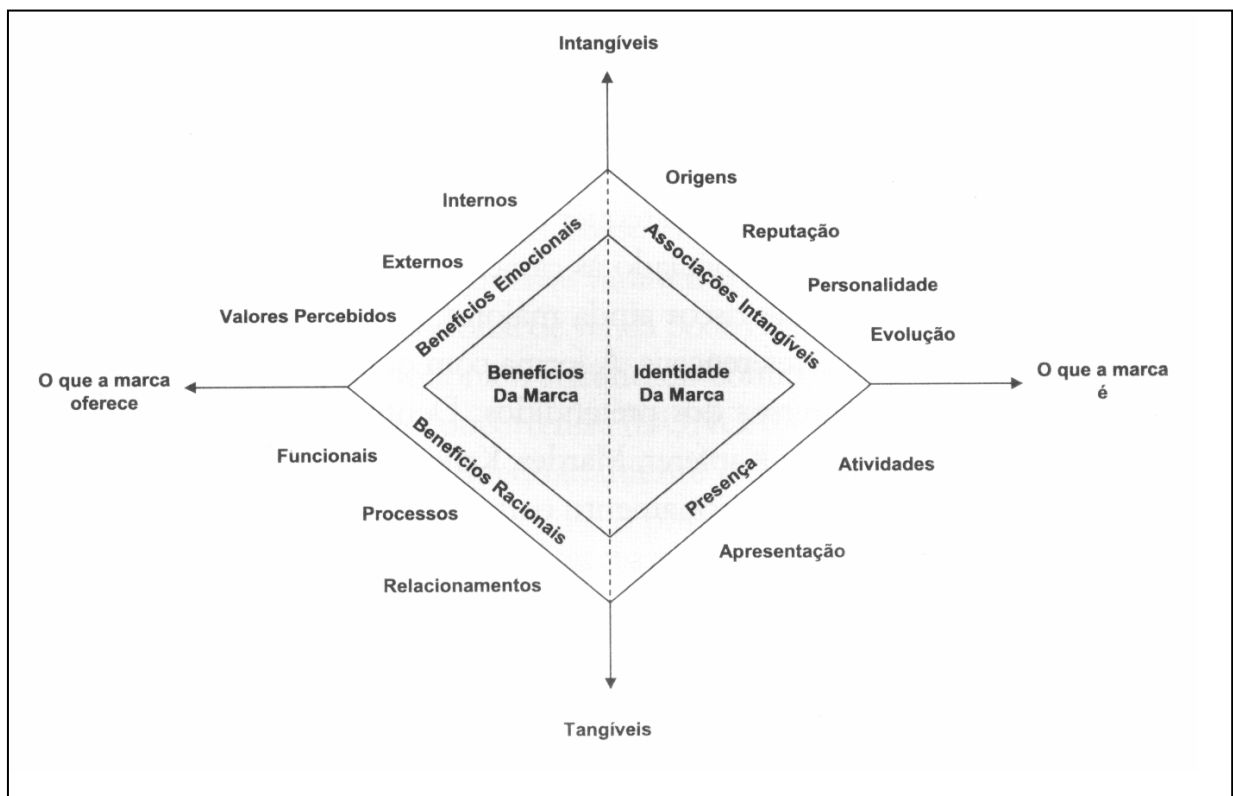 Intangíveis
Origens
Internos
Reputação
Externos
Benefícios Emocionais
Associações Intangíveis
Personalidade
Valores Percebidos
Evolução
O que a marca
oferece
Benefícios
Da Marca
Identidade
Da Marca
O que a marca
é
Funcionais
Benefícios Racionais
Presença
Atividades
Processos
Apresentação
Relacionamentos
Tangíveis